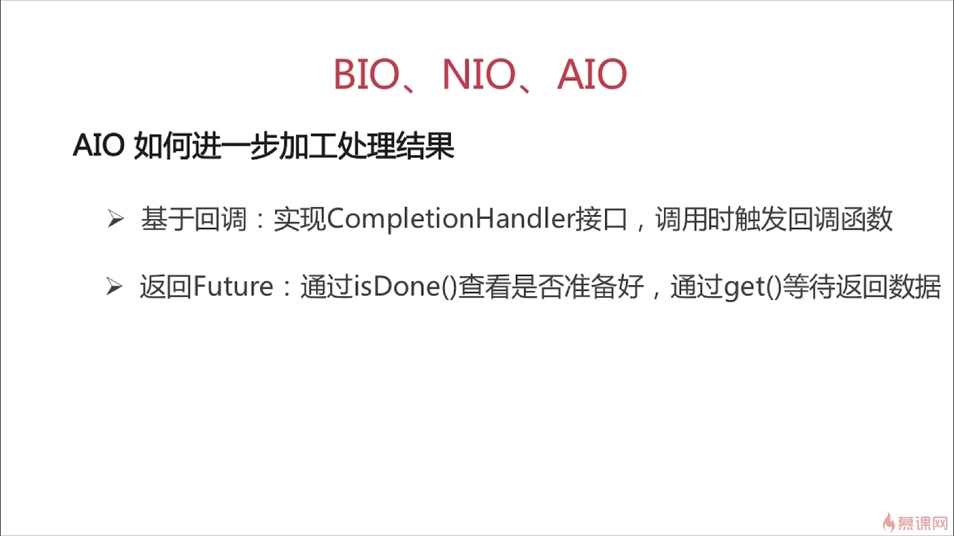 BIO、NIO、AIO
AIO 如何进一步加工处理结果
基于回调：实现CompletionHandler接口，调用时触发回调函数
返回Future：通过isDone()查看是否准备好，通过get()等待返回数据
慕课网